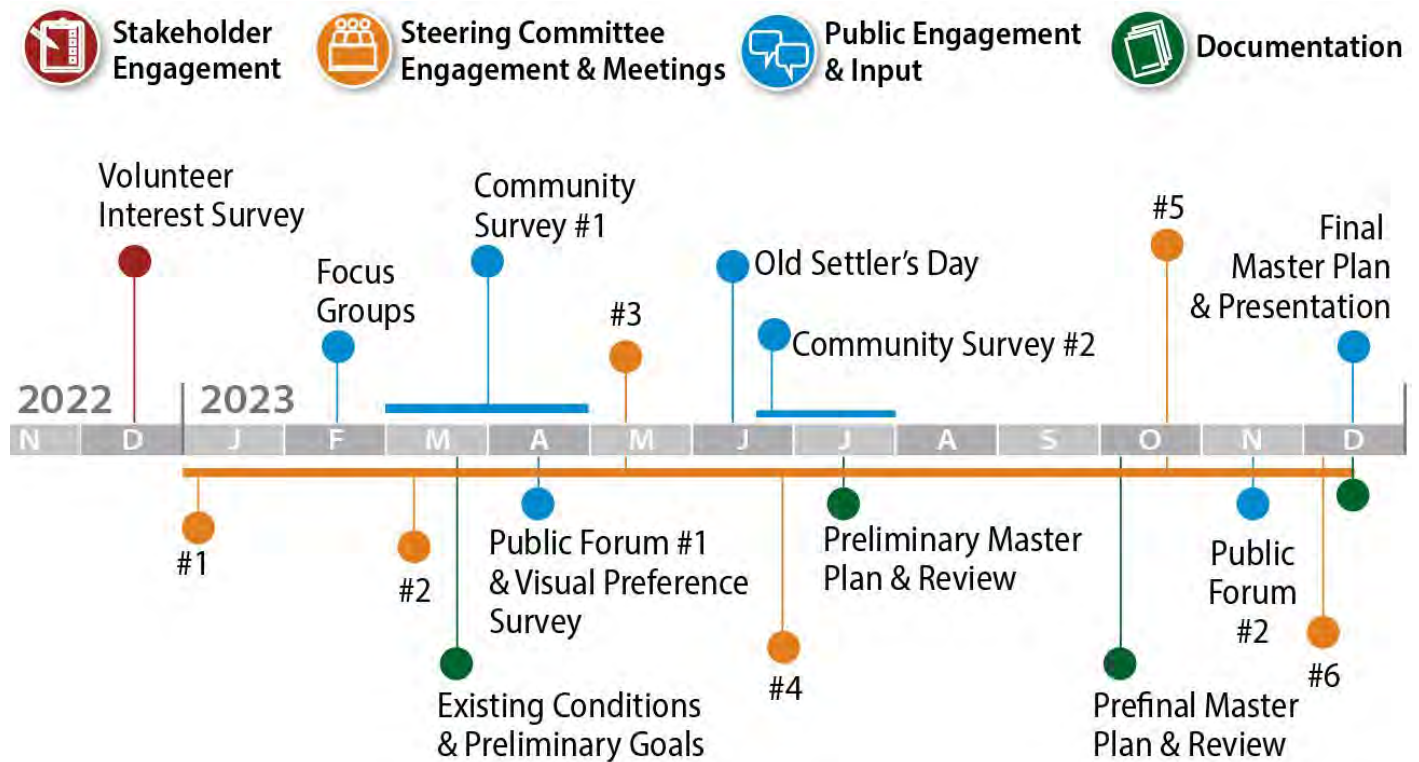 Stakeholder
Engagement
Steering Committee
Engagement & Meetings
Public Engagement
& Input
Documentation
Volunteer
Interest Survey
Focus
Groups
Community
Survey #1
#3
Old Settler's Day
Community Survey #2
#5
Final
Master Plan
& Presentation
2022
2023
N D J F M A M J J A S O N D
#1
#2
Existing Conditions
& Preliminary Goals
Public Forum #1
& Visual Preference
Survey
#4
Preliminary Master
Plan & Review
Prefinal Master
Plan & Review
Public
Forum
#2
#6